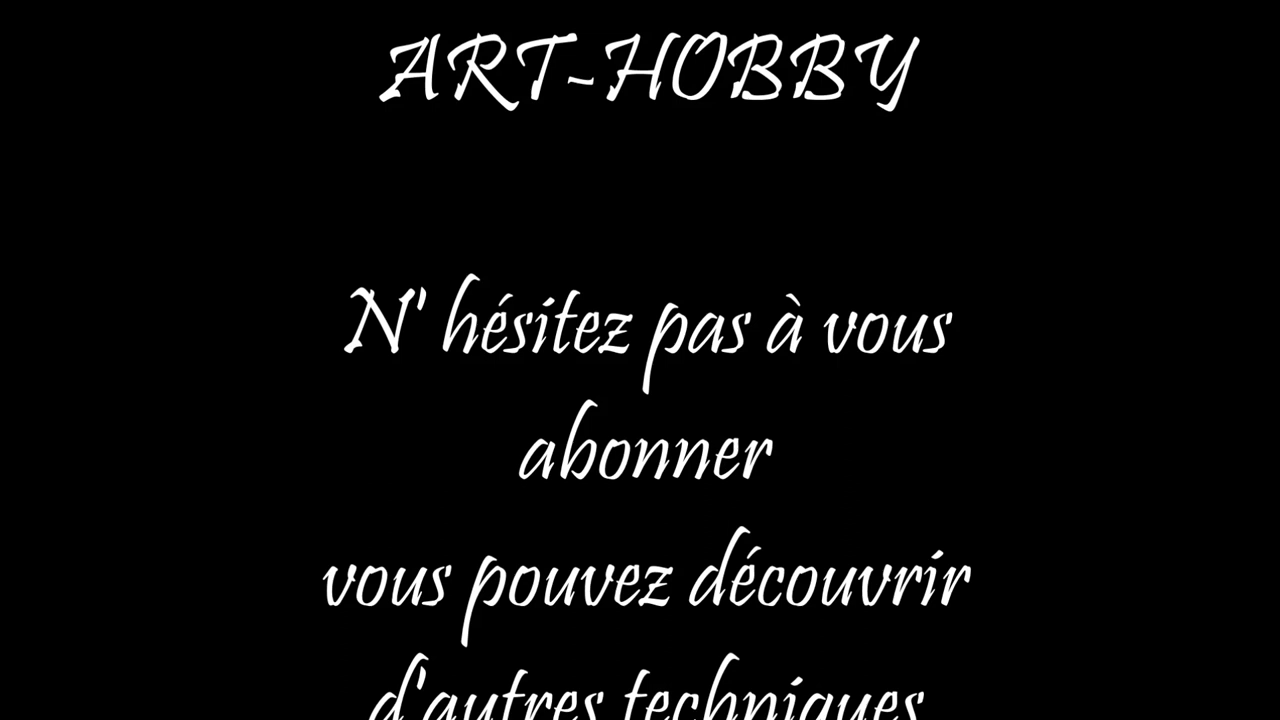 ART-HOBBY
N' hésitez pas à vous
abonner
vous pouvez découvrir
d'autres techniques